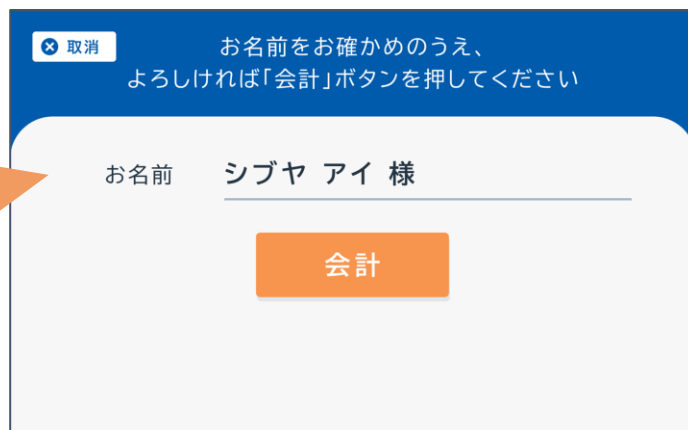 取消
お名前をお確かめのうえ、
よろしければ「会計」ボタンを押してください
お名前 シブヤ アイ 様
会計